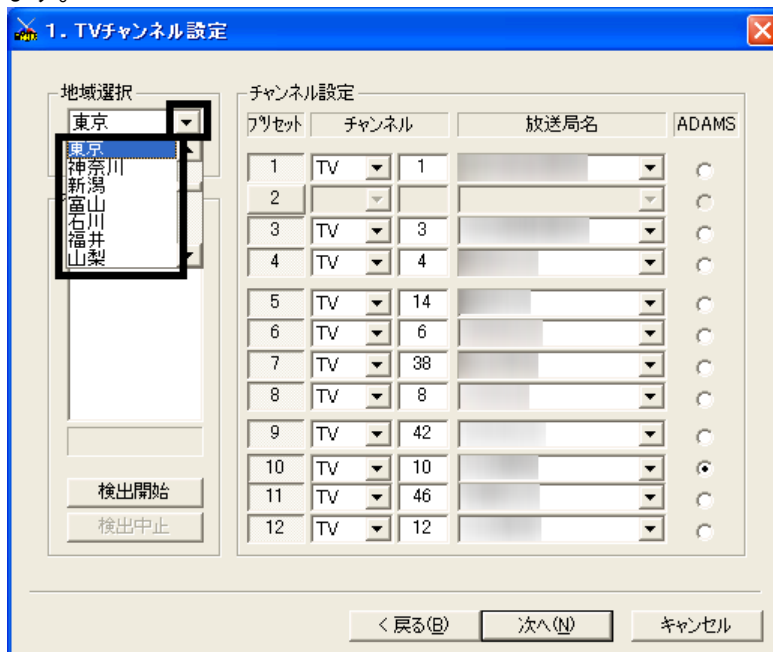 1. TVチャンネル設定
地域選択
東京
東京
神奈川
新潟
富山
石川
福井
山梨
検出開始
検出中止
チャンネル設定
プリセット チャンネル 放送局名 ADAMS
1 TV 1
2
3 TV 3
4 TV 4
5 TV 14
6 TV 6
7 TV 38
8 TV 8
9 TV 42
10 TV 10
11 TV 46
12 TV 12
< 戻る(B) 次へ(N) キャンセル